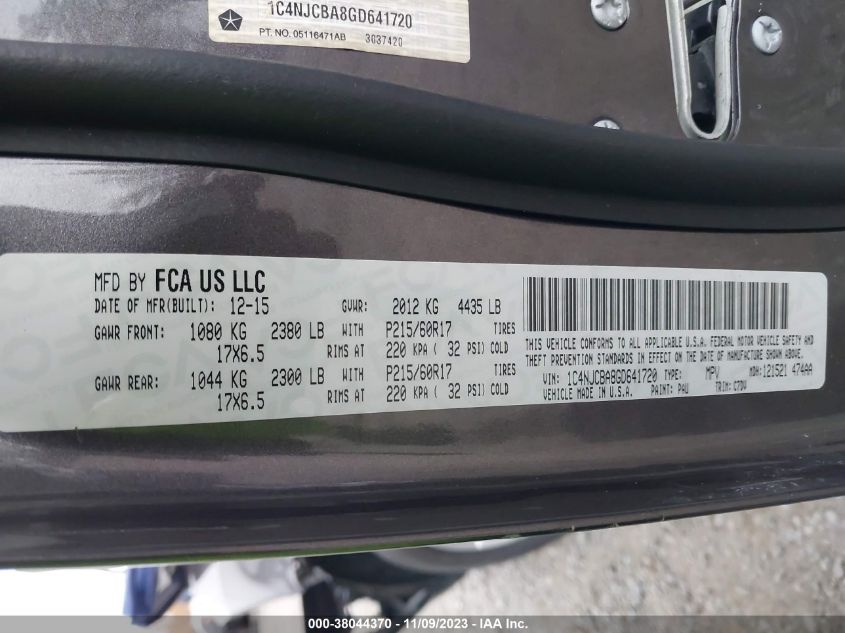 1C4NJCBA8GD641720
PT. NO. 05116471AB 3037420
MFD BY FCA US LLC
DATE OF MFR(BUILT): 12-15 GVWR: 2012 KG 4435 LB
GAWR FRONT: 1080 KG 2380 LB WITH P215/60R17 TIRES
17X6.5 RIMS AT 220 KPA ( 32 PSI) COLD
GAWR REAR: 1044 KG 2300 LB WITH P215/60R17 TIRES
17X6.5 RIMS AT 220 KPA ( 32 PSI) COLD
THIS VEHICLE CONFORMS TO ALL APPLICABLE U.S.A. FEDERAL MOTOR VEHICLE SAFETY AND
THEFT PREVENTION STANDARDS IN EFFECT ON THE DATE OF MANUFACTURE SHOWN ABOVE.
VIN: 1C4NJCBA8GD641720 TYPE: MPV MDH: 121521 474AA
VEHICLE MADE IN U.S.A. PAINT: PAU TRIM: C7DV
000-38044370 - 11/09/2023 - IAA Inc.